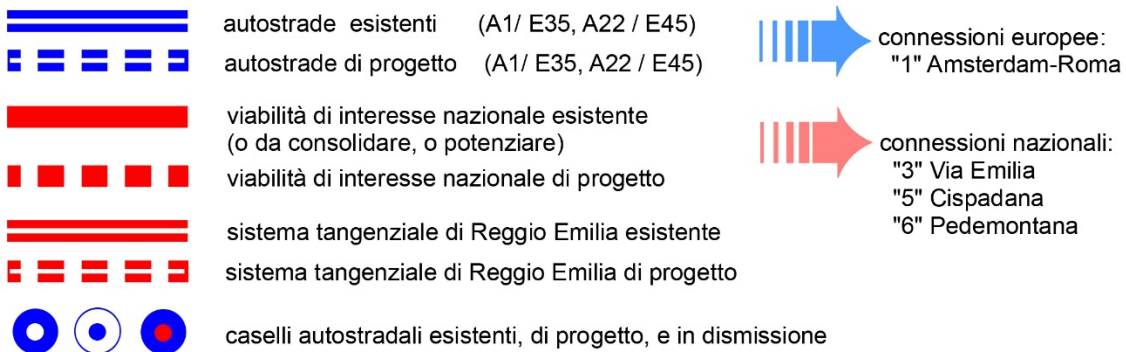 autostrade esistenti (A1/ E35, A22 / E45)
autostrade di progetto (A1/ E35, A22 / E45)
viabilità di interesse nazionale esistente
(o da consolidare, o potenziare)
viabilità di interesse nazionale di progetto
sistema tangenziale di Reggio Emilia esistente
sistema tangenziale di Reggio Emilia di progetto
caselli autostradali esistenti, di progetto, e in dismissione
connessioni europee:
"1" Amsterdam-Roma
connessioni nazionali:
"3" Via Emilia
"5" Cispadana
"6" Pedemontana